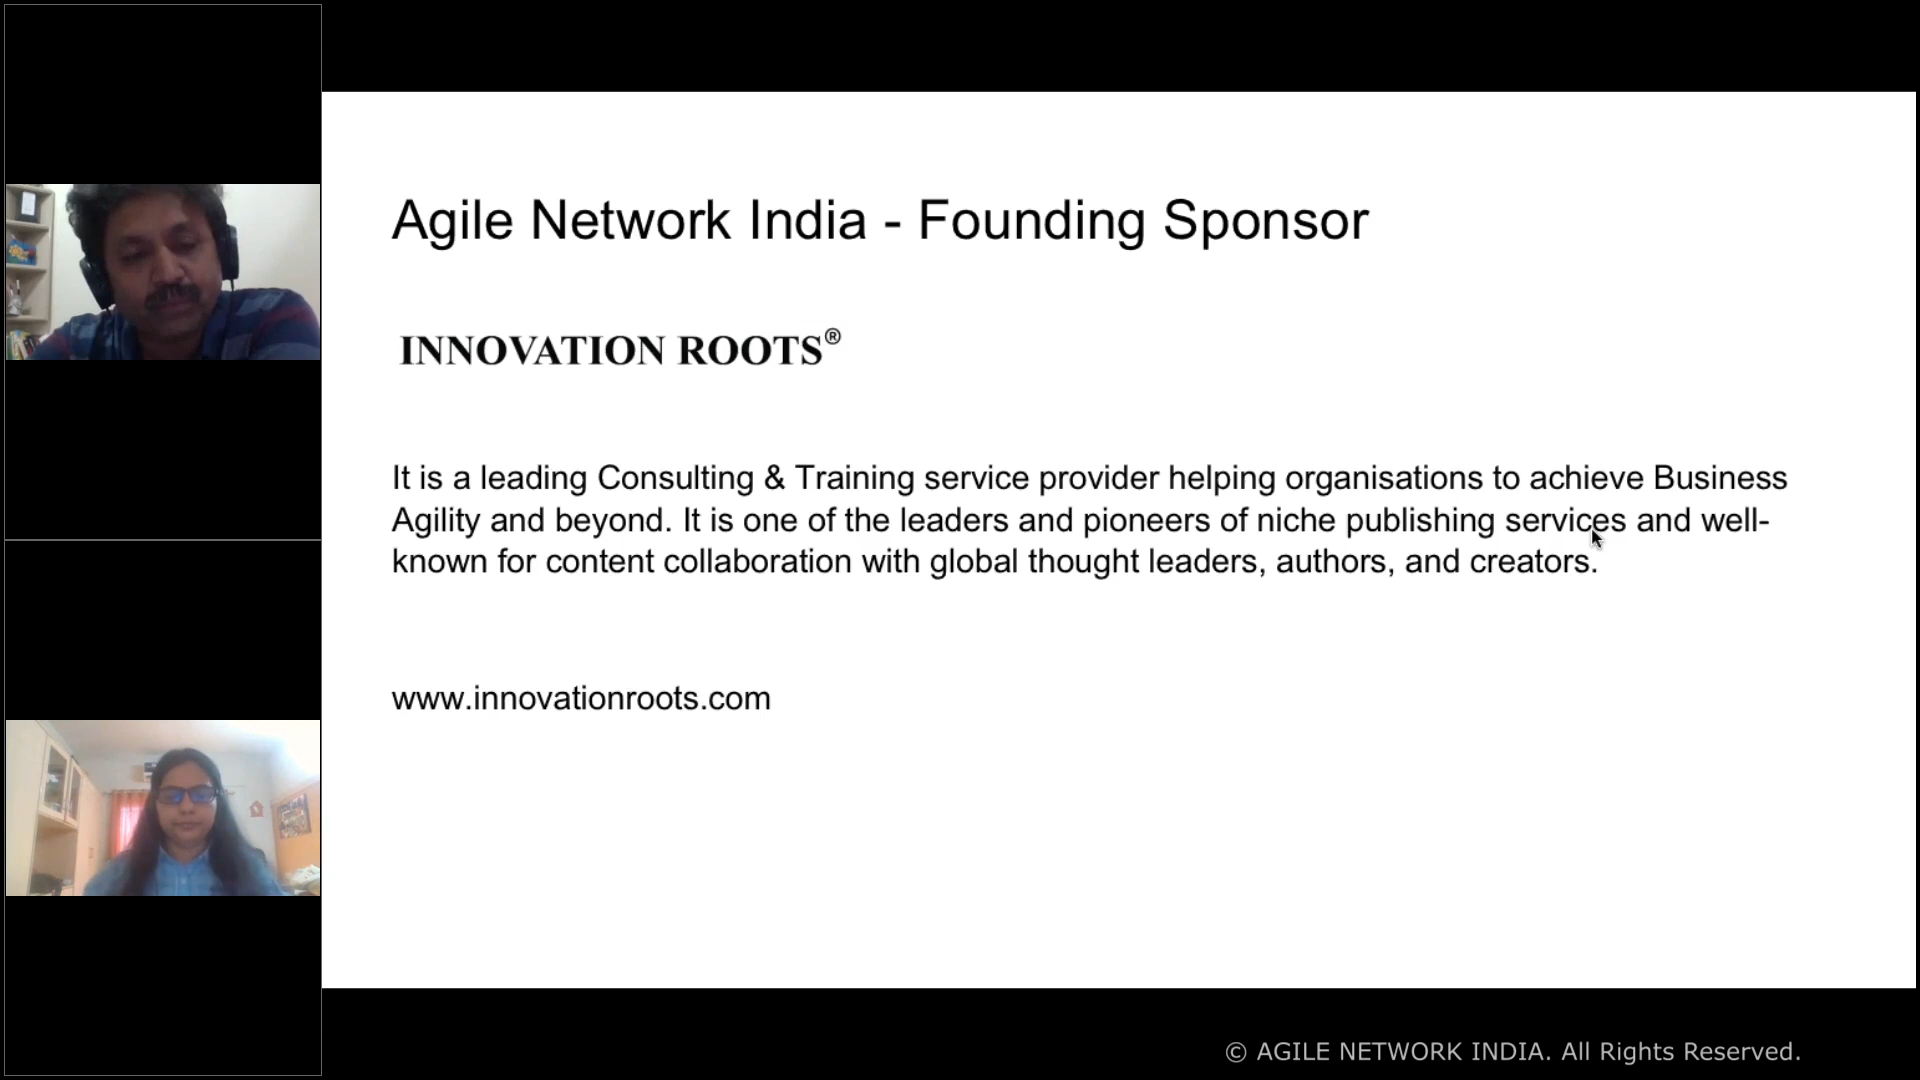 Agile Network India - Founding Sponsor
INNOVATION ROOTS®
It is a leading Consulting & Training service provider helping organisations to achieve Business
Agility and beyond. It is one of the leaders and pioneers of niche publishing services and well-
known for content collaboration with global thought leaders, authors, and creators.
www.innovationroots.com
© AGILE NETWORK INDIA. All Rights Reserved.